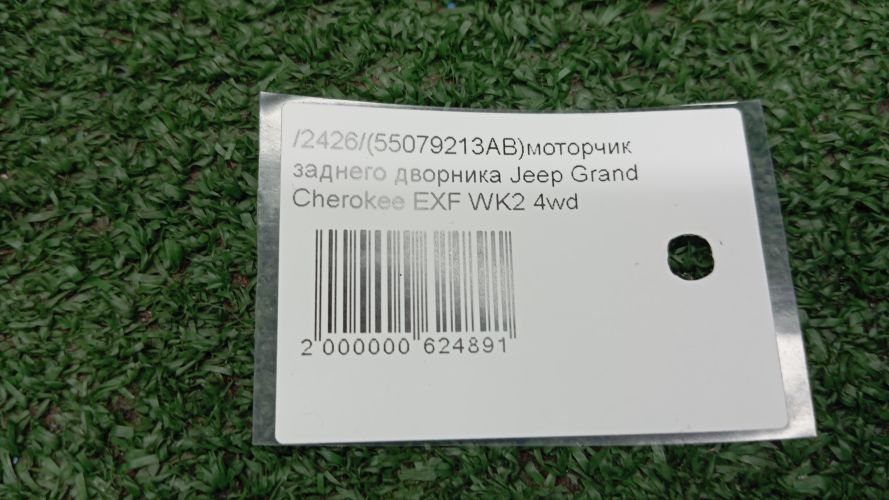 /2426/(55079213AB)моторчик
заднего дворника Jeep Grand
Cherokee EXF WK2 4wd
2 000000 624891